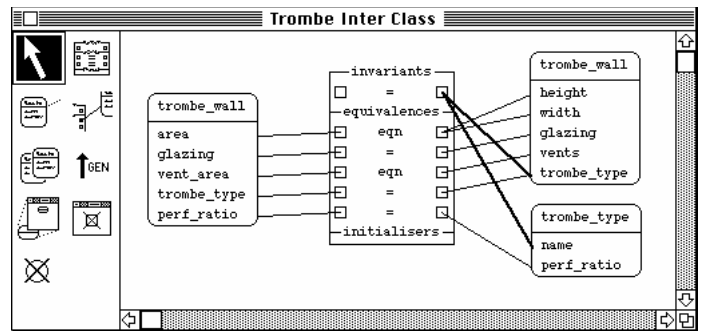 Trombe Inter Class
GEN
trombe_wall
area
glazing
vent_area
trombe_type
perf_ratio
invariants
=
equivalences
eqn
=
eqn
=
=
initialisers
trombe_wall
height
width
glazing
vents
trombe_type
trombe_type
name
perf_ratio